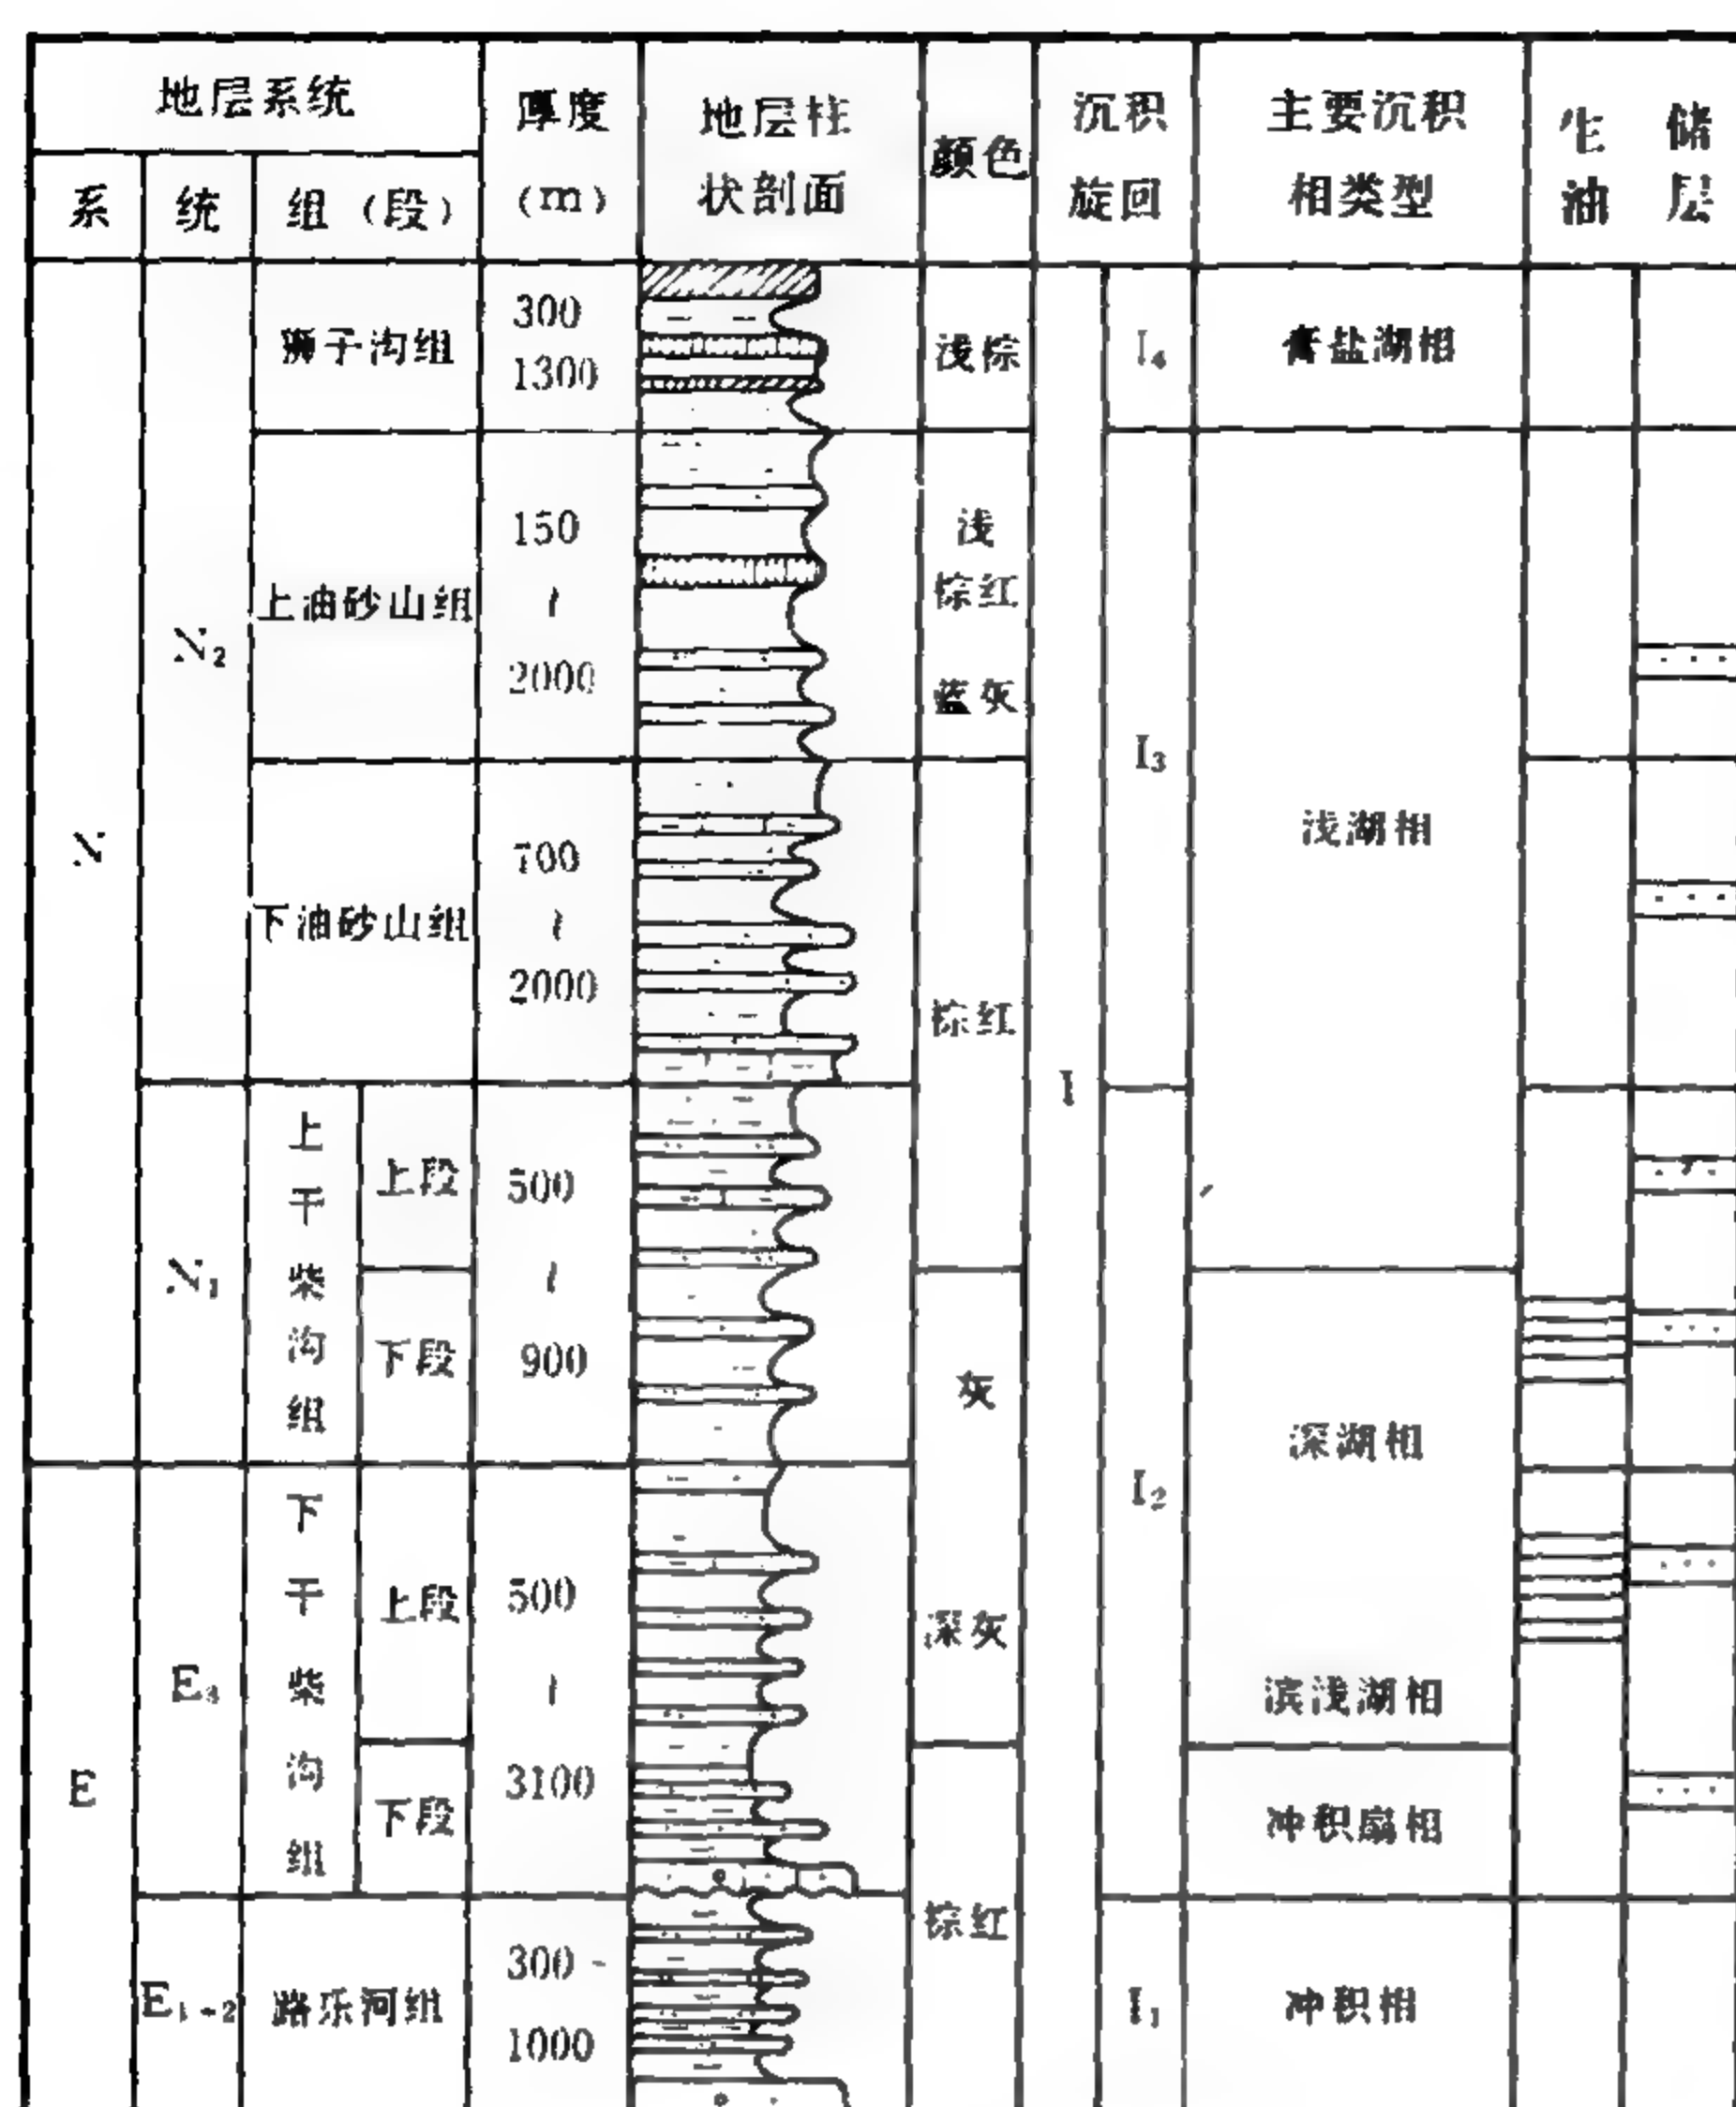 地层系统
系
统
组（段）
厚度
(m)
地层柱
状剖面
颜色
沉积
旋回
主要沉积
相类型
生
油
储
层
狮子沟组
300
1300
浅棕
I₄
膏盐湖相
N
N₂
上油砂山组
150
~
2000
浅
棕红
蓝灰
I
I₃
浅湖相
下油砂山组
700
~
2000
棕红
N₁
上
干
柴
沟
组
上段
下段
500
~
900
灰
I₂
深湖相
E
E₃
下
干
柴
沟
组
上段
下段
500
~
3100
深灰
滨浅湖相
冲积扇相
E₁₊₂
路乐河组
300 -
1000
棕红
I₁
冲积相